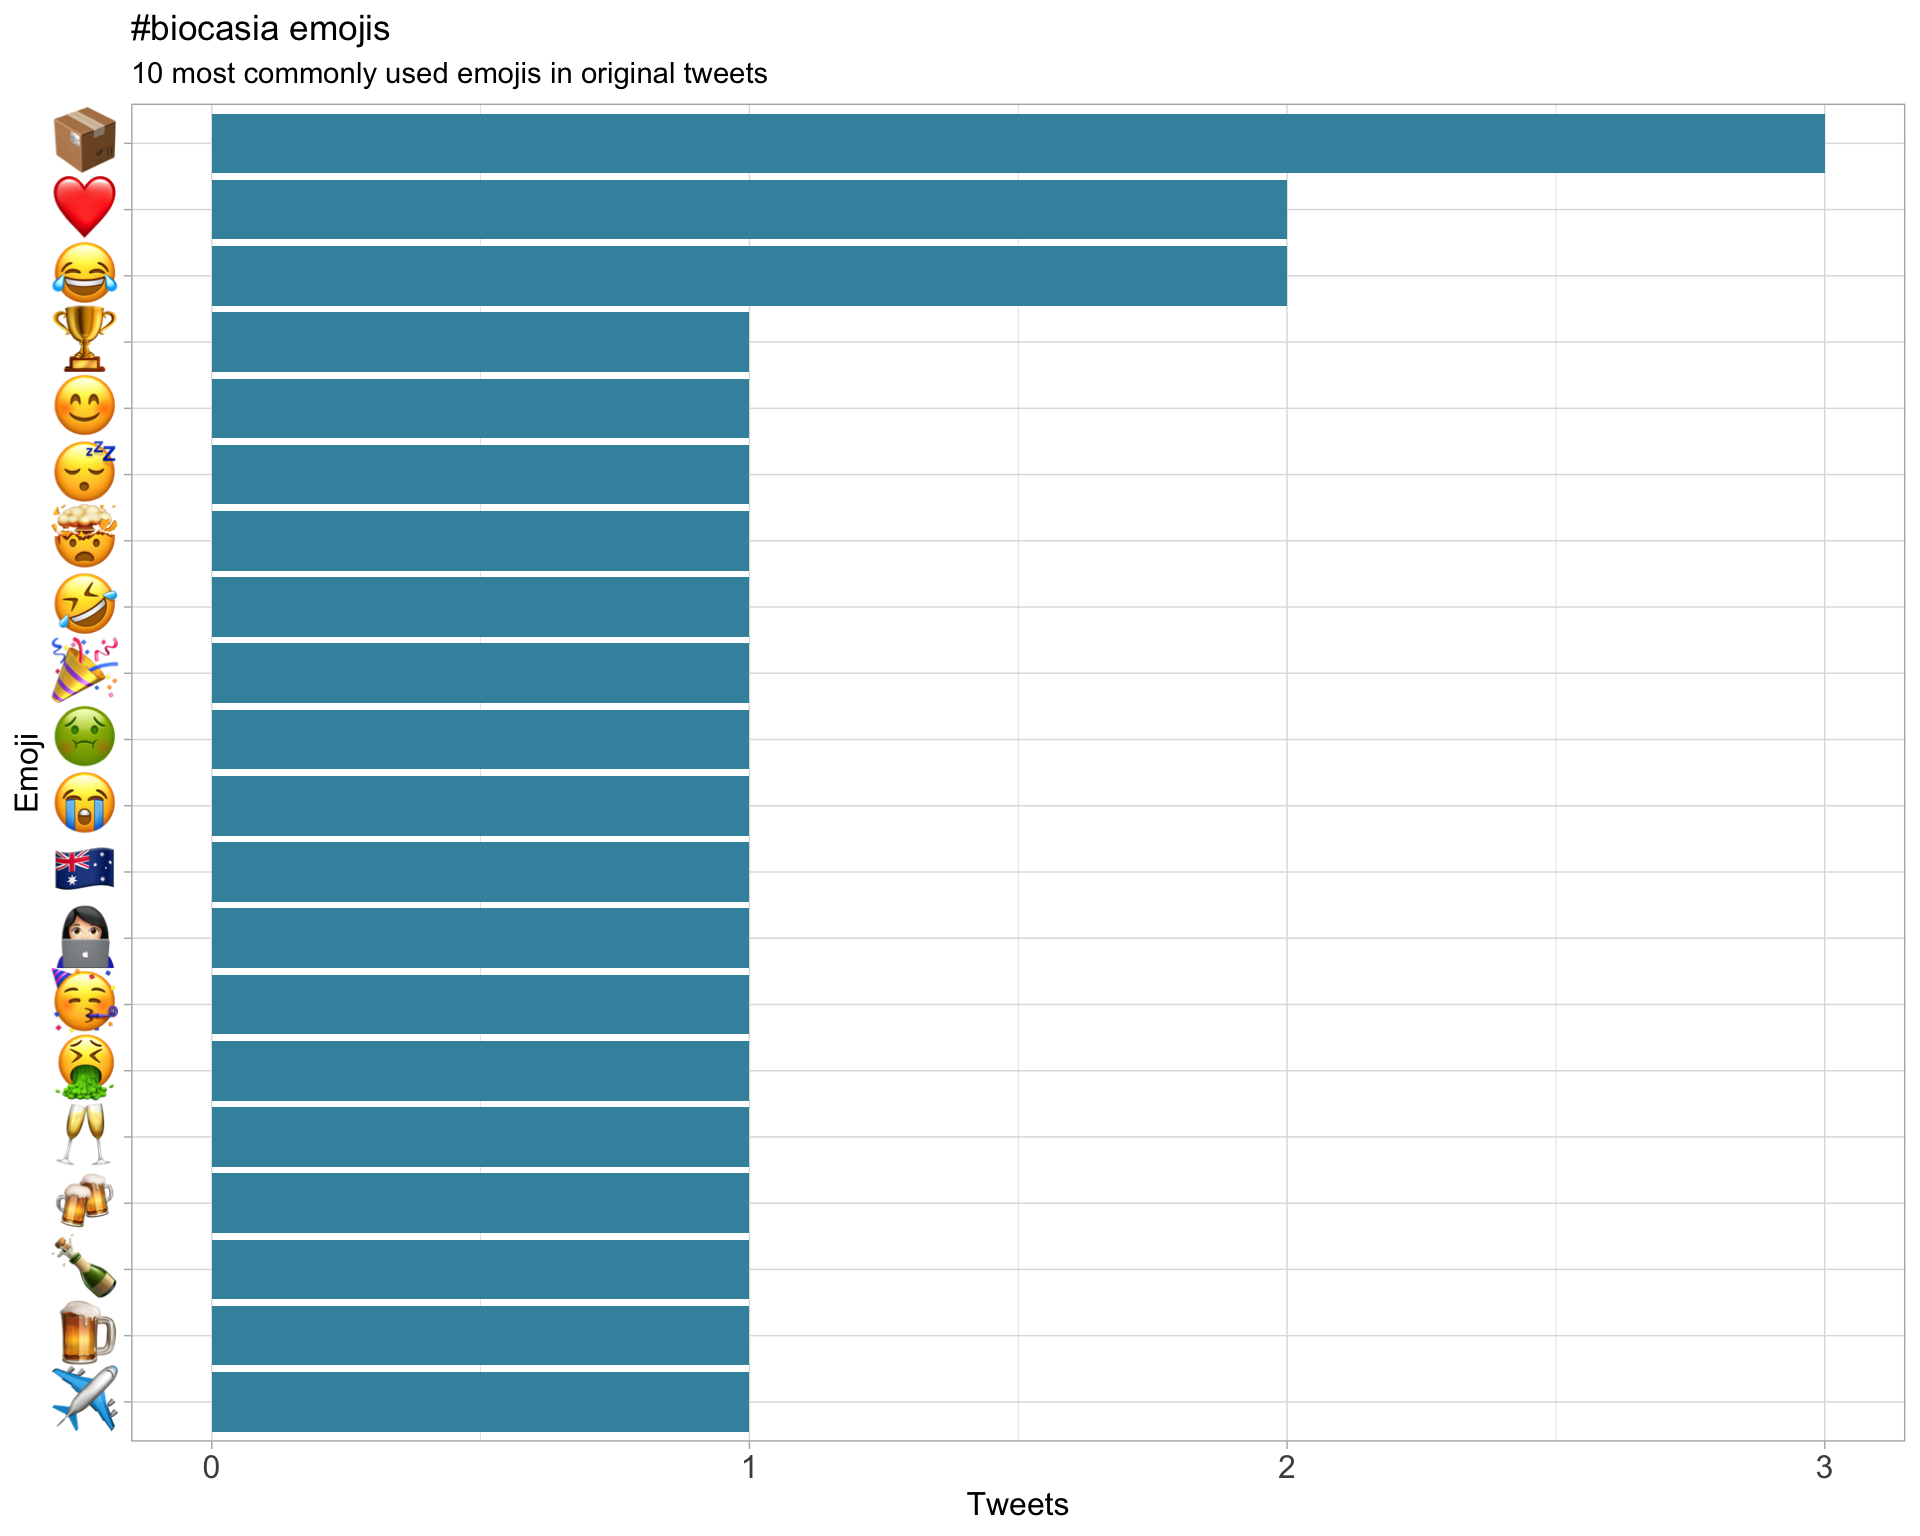 #biocasia emojis
10 most commonly used emojis in original tweets
Emoji
0 1 2 3
Tweets